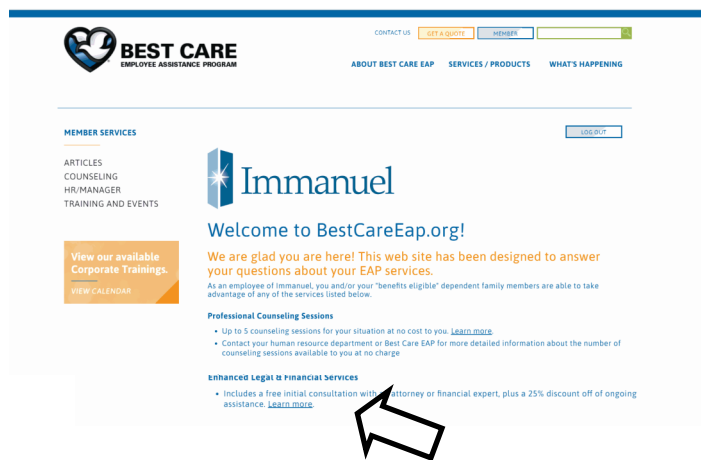 CONTACT US GET A QUOTE MEMBER
BEST CARE
EMPLOYEE ASSISTANCE PROGRAM
ABOUT BEST CARE EAP SERVICES / PRODUCTS WHAT'S HAPPENING
MEMBER SERVICES
LOG OUT
ARTICLES
COUNSELING
HR/MANAGER
TRAINING AND EVENTS
View our available
Corporate Trainings.
VIEW CALENDAR
Immanuel
Welcome to BestCareEap.org!
We are glad you are here! This web site has been designed to answer
your questions about your EAP services.
As an employee of Immanuel, you and/or your "benefits eligible" dependent family members are able to take
advantage of any of the services listed below.
Professional Counseling Sessions
• Up to 5 counseling sessions for your situation at no cost to you. Learn more.
• Contact your human resource department or Best Care EAP for more detailed information about the number of
counseling sessions available to you at no charge
Enhanced Legal & Financial Services
• Includes a free initial consultation with attorney or financial expert, plus a 25% discount off of ongoing
assistance. Learn more.